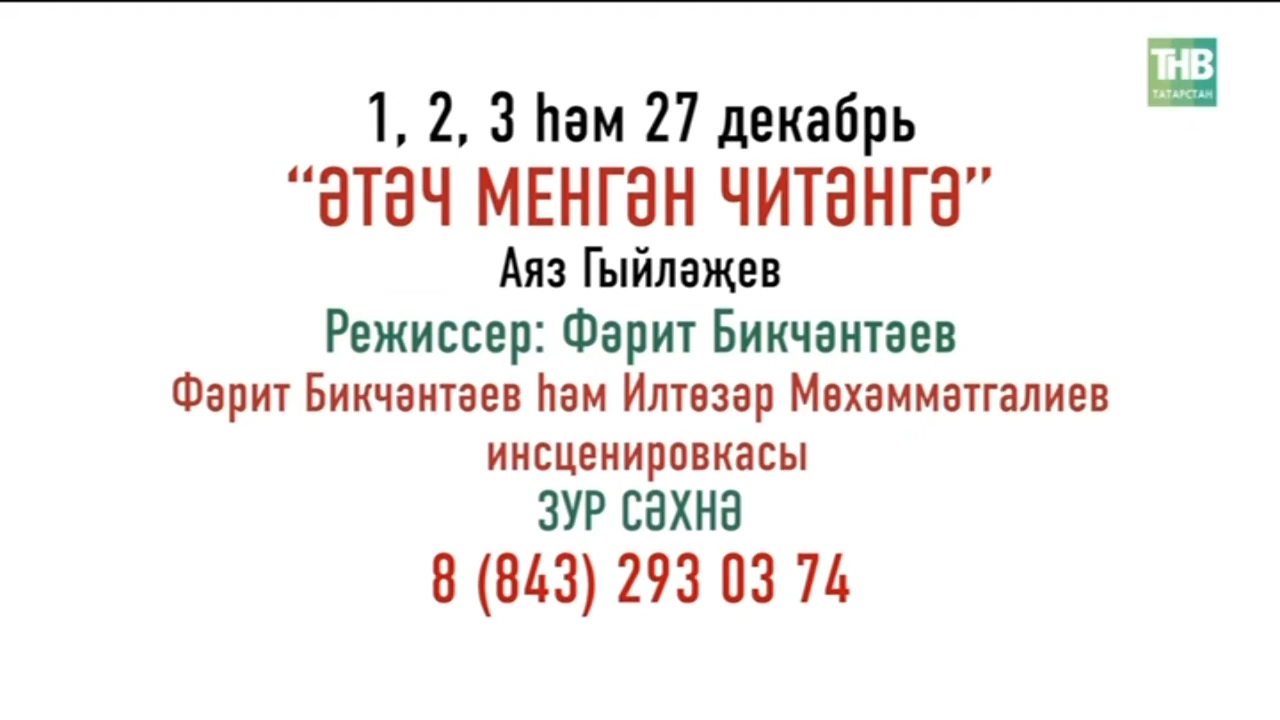 ТНВ
ТАТАРСТАН
1, 2, 3 һәм 27 декабрь
“ӘТӘЧ МЕНГӘН ЧИТӘНГӘ”
Аяз Гыйләҗев
Режиссер: Фәрит Бикчәнтәев
Фәрит Бикчәнтәев һәм Илтөзәр Мөхәммәтгалиев
инсценировкасы
ЗУР СӘХНӘ
8 (843) 293 03 74